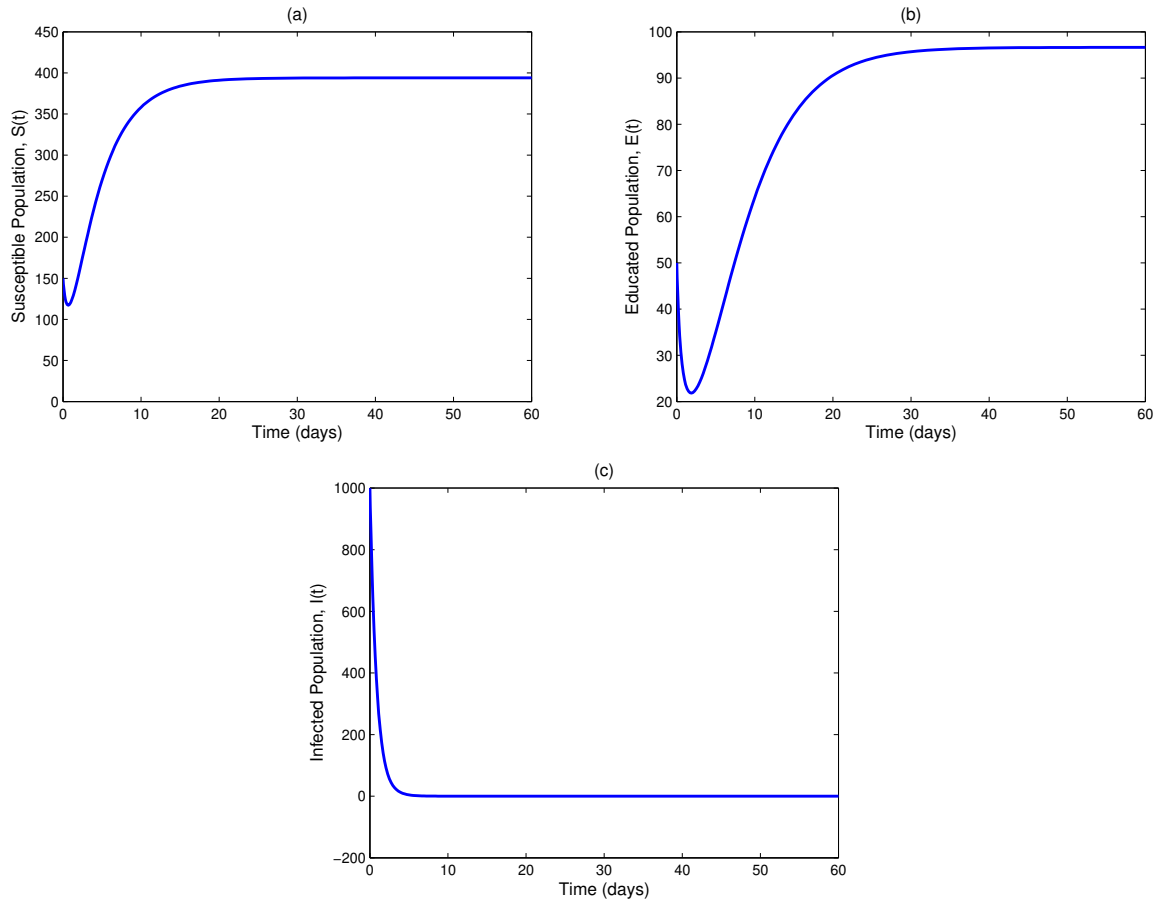 (a)
450
400
350
300
250
200
150
100
50
0
Susceptible Population, S(t)
0 10 20 30 40 50 60
Time (days)
(b)
100
90
80
70
60
50
40
30
20
Educated Population, E(t)
0 10 20 30 40 50 60
Time (days)
(c)
1000
800
600
400
200
0
−200
Infected Population, I(t)
0 10 20 30 40 50 60
Time (days)